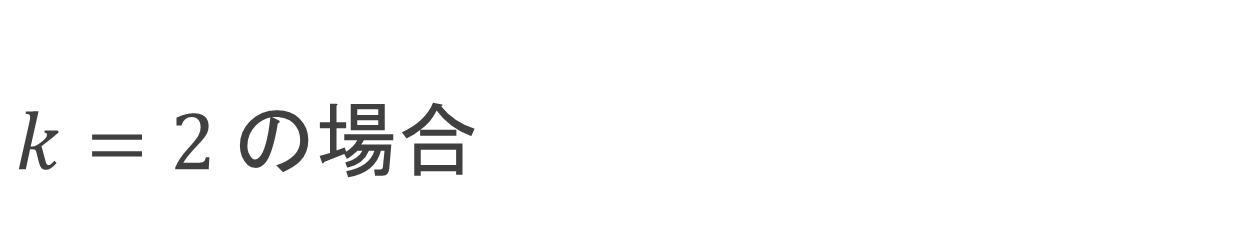 k = 2 の場合